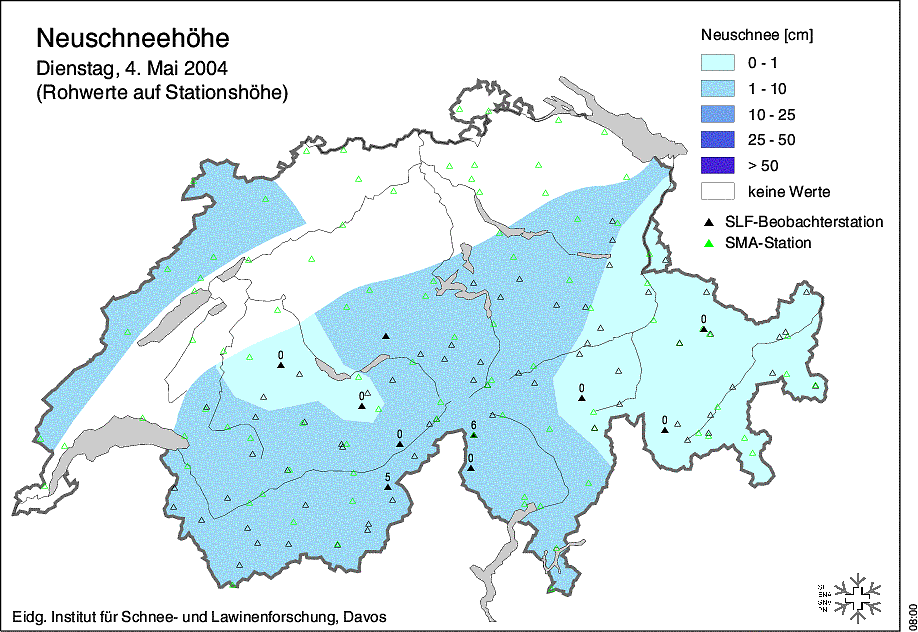 Neuschneehöhe
Dienstag, 4. Mai 2004
(Rohwerte auf Stationshöhe)
Neuschnee [cm]
0 - 1
1 - 10
10 - 25
25 - 50
> 50
keine Werte
SLF-Beobachterstation
SMA-Station
0
0
0
0
0
0
6
0
5
Eidg. Institut für Schnee- und Lawinenforschung, Davos
08:00